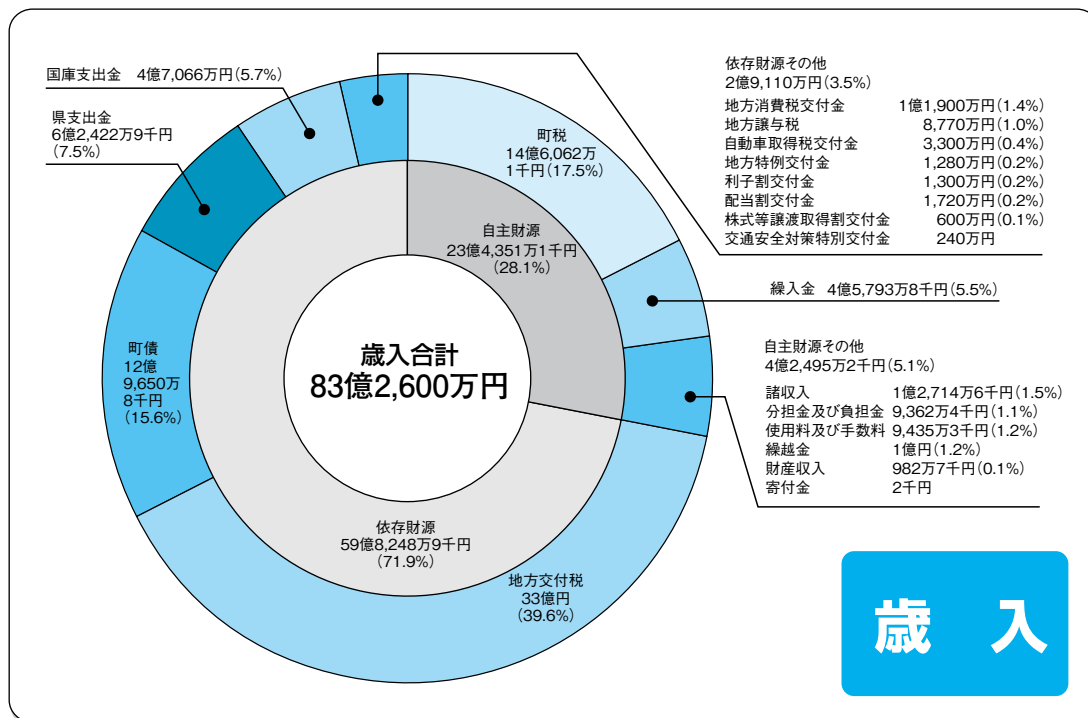 国庫支出金 4億7,066万円(5.7%)
県支出金
6億2,422万9千円
(7.5%)
町税
14億6,062万
1千円(17.5%)
依存財源その他
2億9,110万円(3.5%)
地方消費税交付金 1億1,900万円(1.4%)
地方譲与税 8,770万円(1.0%)
自動車取得税交付金 3,300万円(0.4%)
地方特例交付金 1,280万円(0.2%)
利子割交付金 1,300万円(0.2%)
配当割交付金 1,720万円(0.2%)
株式等譲渡取得割交付金 600万円(0.1%)
交通安全対策特別交付金 240万円
自主財源
23億4,351万1千円
(28.1%)
繰入金 4億5,793万8千円(5.5%)
歳入合計
83億2,600万円
自主財源その他
4億2,495万2千円(5.1%)
諸収入 1億2,714万6千円(1.5%)
分担金及び負担金 9,362万4千円(1.1%)
使用料及び手数料 9,435万3千円(1.2%)
繰越金 1億円(1.2%)
財産収入 982万7千円(0.1%)
寄付金 2千円
町債
12億
9,650万
8千円
(15.6%)
依存財源
59億8,248万9千円
(71.9%)
地方交付税
33億円
(39.6%)
歳 入